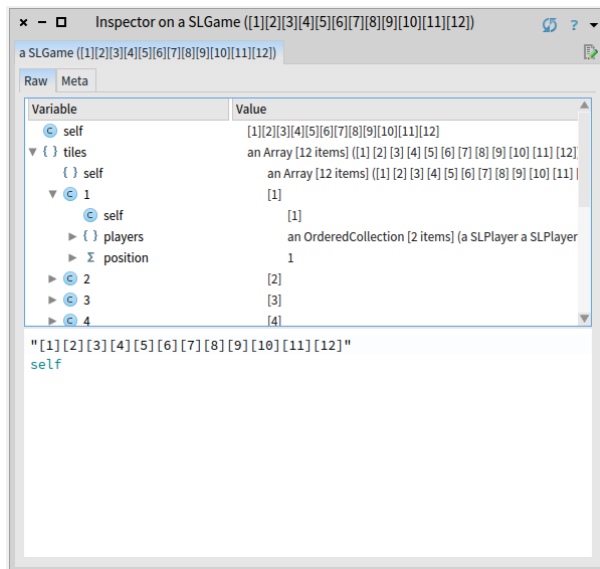 Inspector on a SLGame ([1][2][3][4][5][6][7][8][9][10][11][12]) ?
a SLGame ([1][2][3][4][5][6][7][8][9][10][11][12])
Raw Meta
Variable Value
C self [1][2][3][4][5][6][7][8][9][10][11][12]
{ } tiles an Array [12 items] ([1] [2] [3] [4] [5] [6] [7] [8] [9] [10] [11] [12]
{ } self an Array [12 items] ([1] [2] [3] [4] [5] [6] [7] [8] [9] [10] [11] [
C 1 [1]
C self [1]
{ } players an OrderedCollection [2 items] (a SLPlayer a SLPlayer
Σ position 1
C 2 [2]
C 3 [3]
C 4 [4]
"[1][2][3][4][5][6][7][8][9][10][11][12]"
self